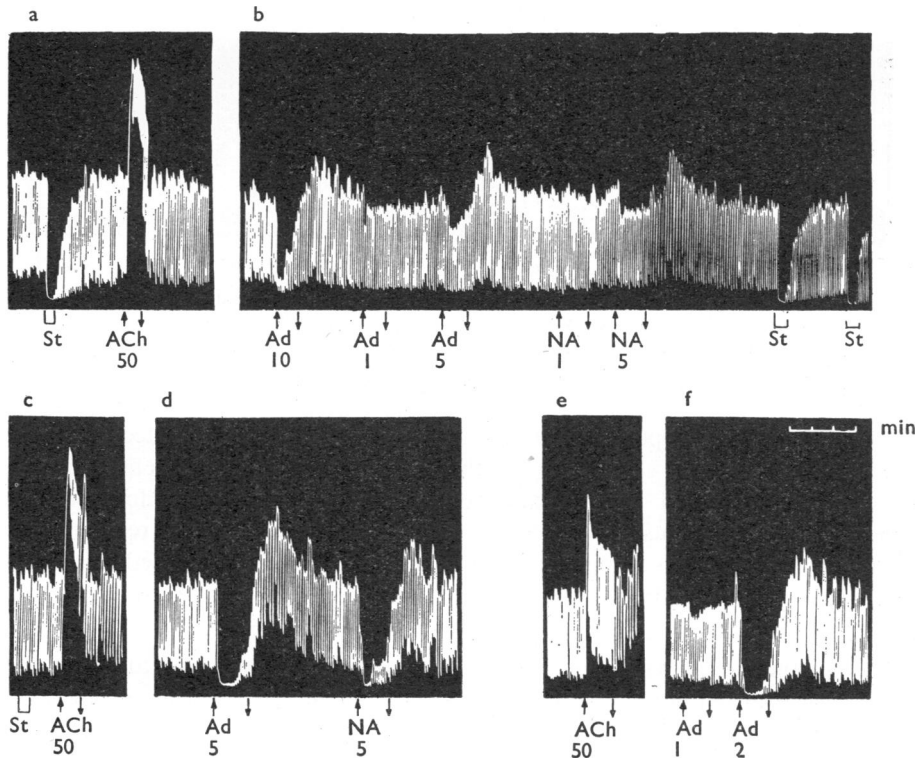 a b
St ACh Ad Ad Ad NA NA St St
50 10 1 5 1 5
c d e f
min
St ACh Ad NA ACh Ad Ad
50 5 5 50 1 2